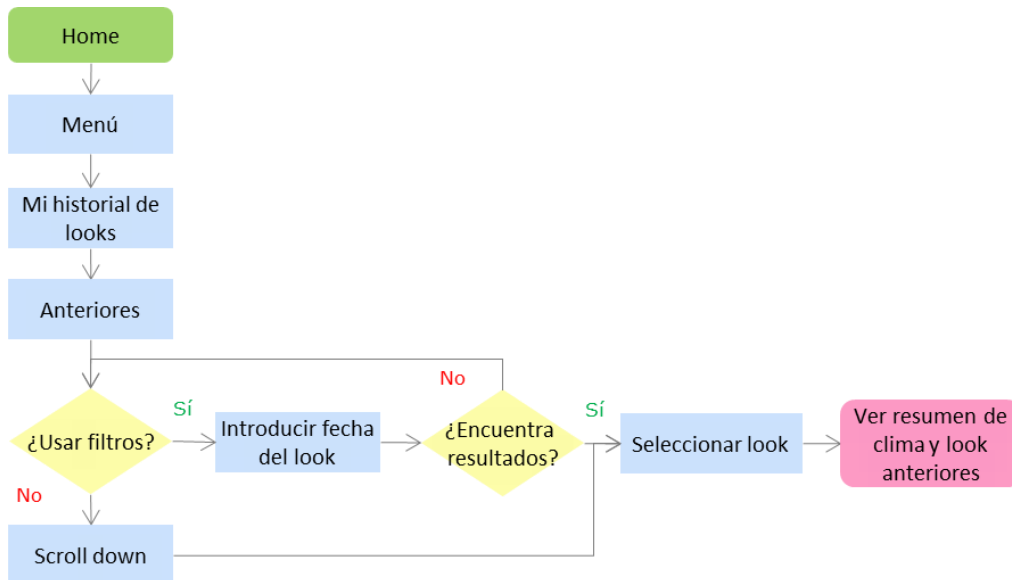 Home
Menú
Mi historial de
looks
Anteriores
No
Sí
Sí
¿Usar filtros?
Introducir fecha
del look
¿Encuentra
resultados?
Seleccionar look
Ver resumen de
clima y look
anteriores
No
Scroll down